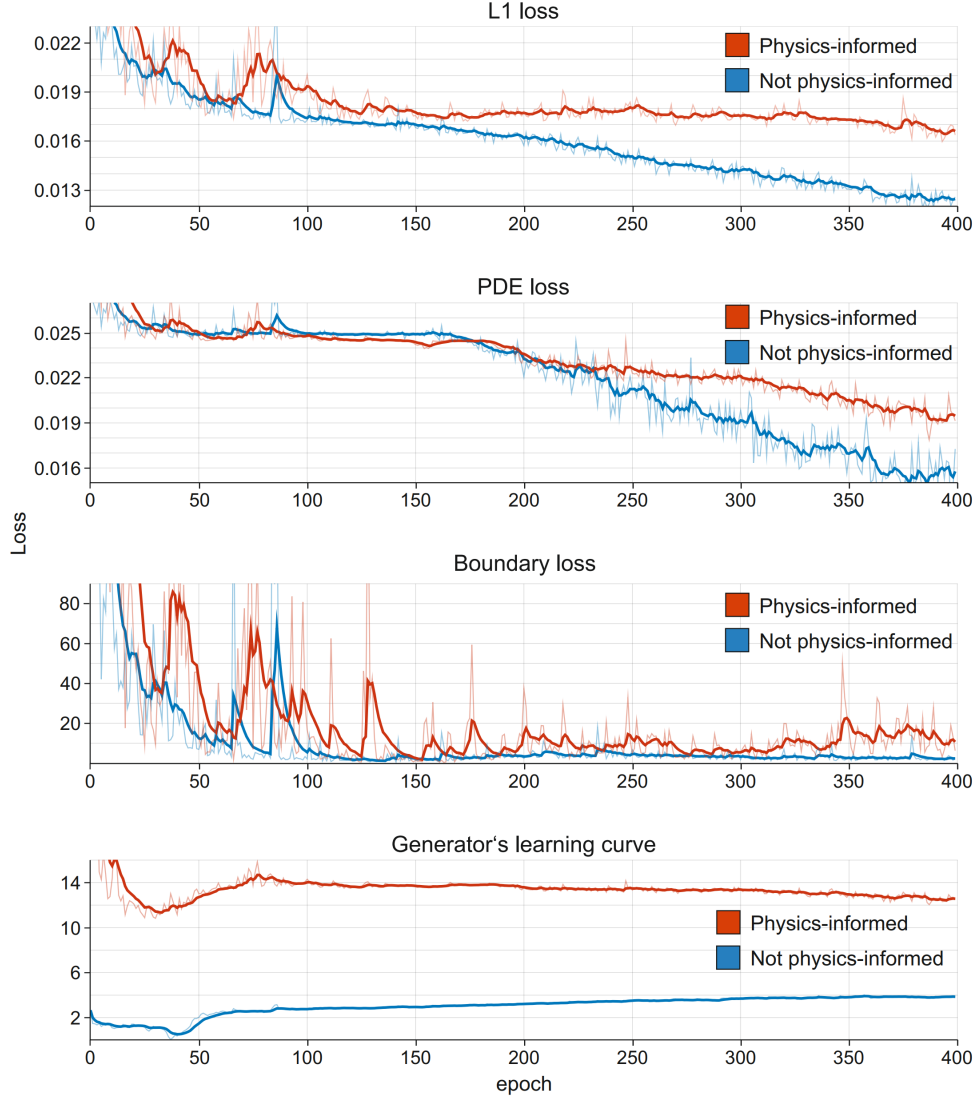 L1 loss
0.022
0.019
0.016
0.013
Physics-informed
Not physics-informed
0 50 100 150 200 250 300 350 400
PDE loss
0.025
0.022
0.019
0.016
Physics-informed
Not physics-informed
0 50 100 150 200 250 300 350 400
Loss
Boundary loss
80
60
40
20
Physics-informed
Not physics-informed
0 50 100 150 200 250 300 350 400
Generator‘s learning curve
14
10
6
2
Physics-informed
Not physics-informed
0 50 100 150 200 250 300 350 400
epoch